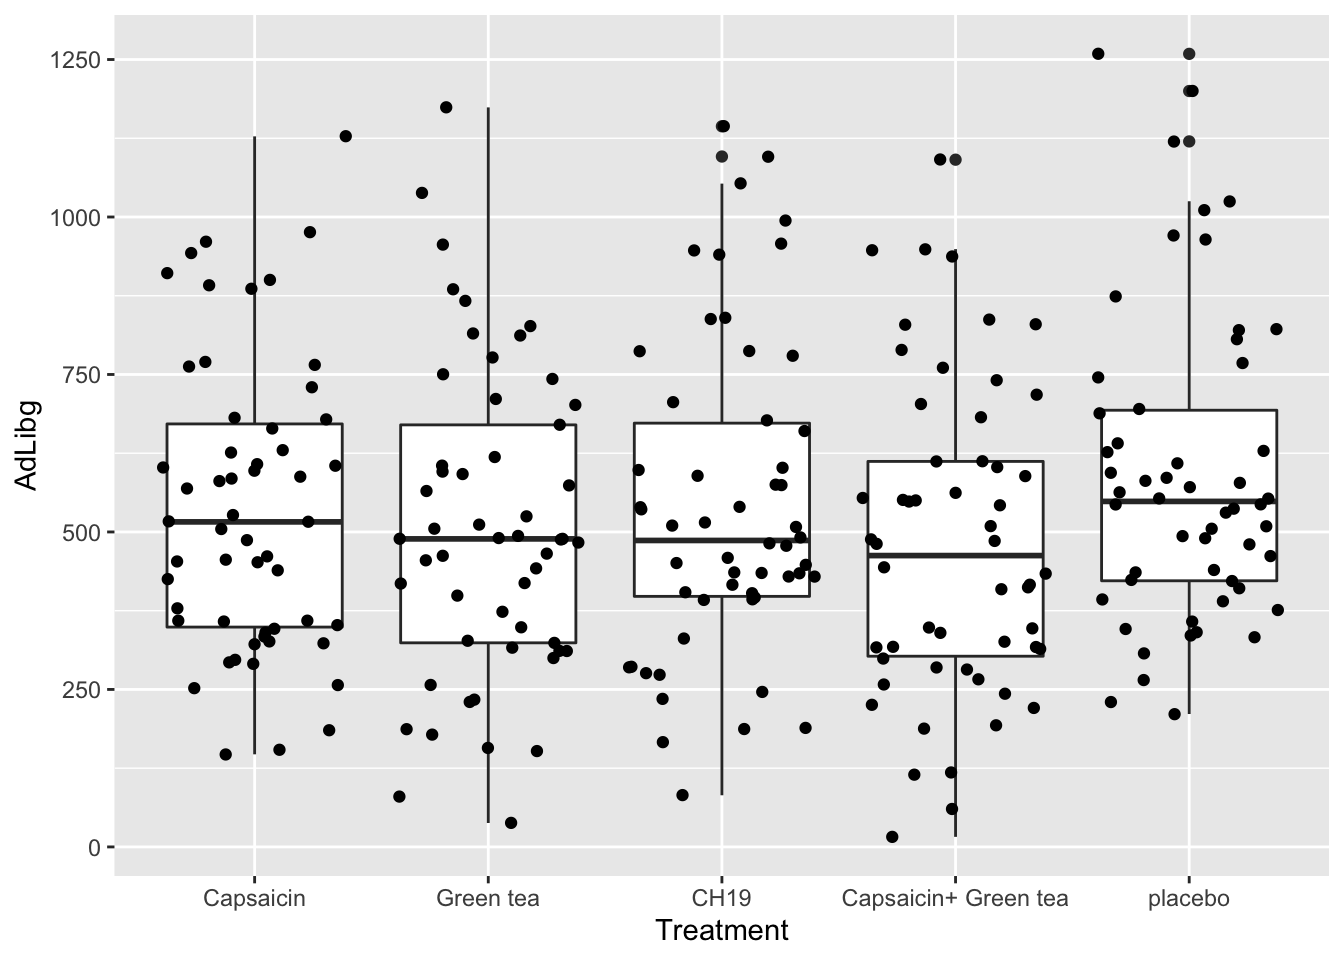 AdLibg
1250
1000
750
500
250
0
Capsaicin
Green tea
CH19
Capsaicin+ Green tea
placebo
Treatment